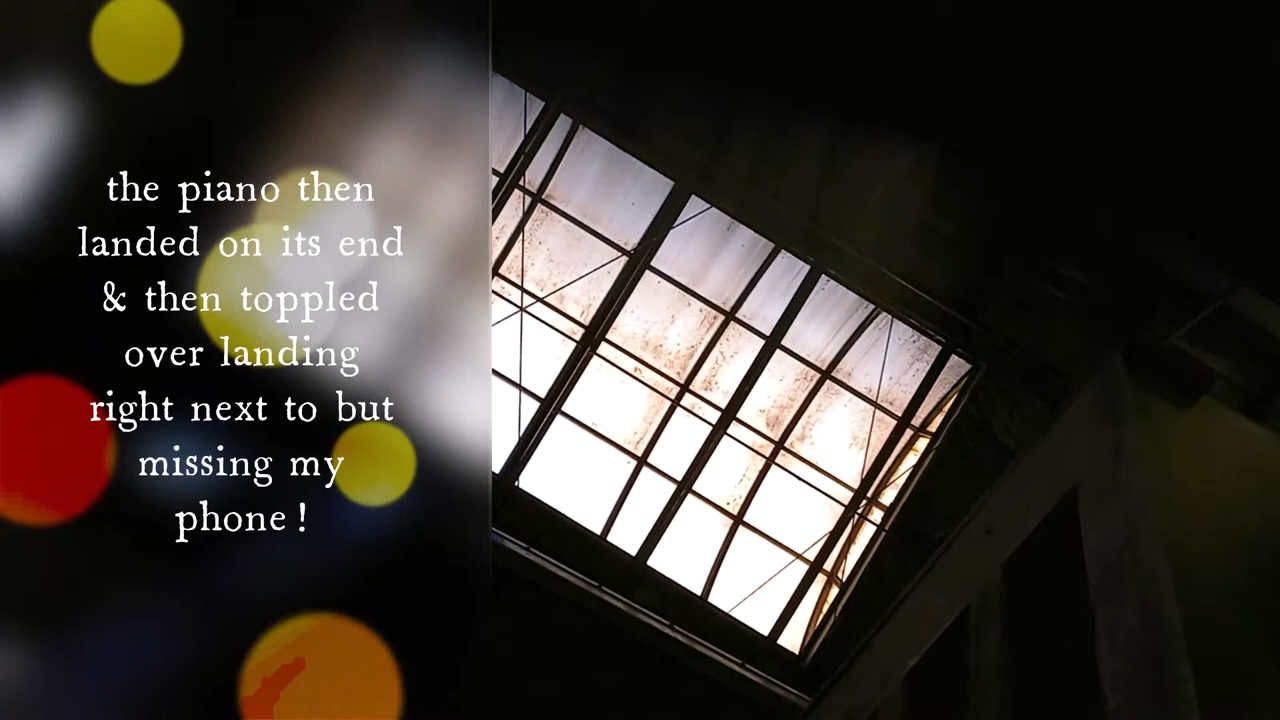 the piano then
landed on its end
& then toppled
over landing
right next to but
missing my
phone !